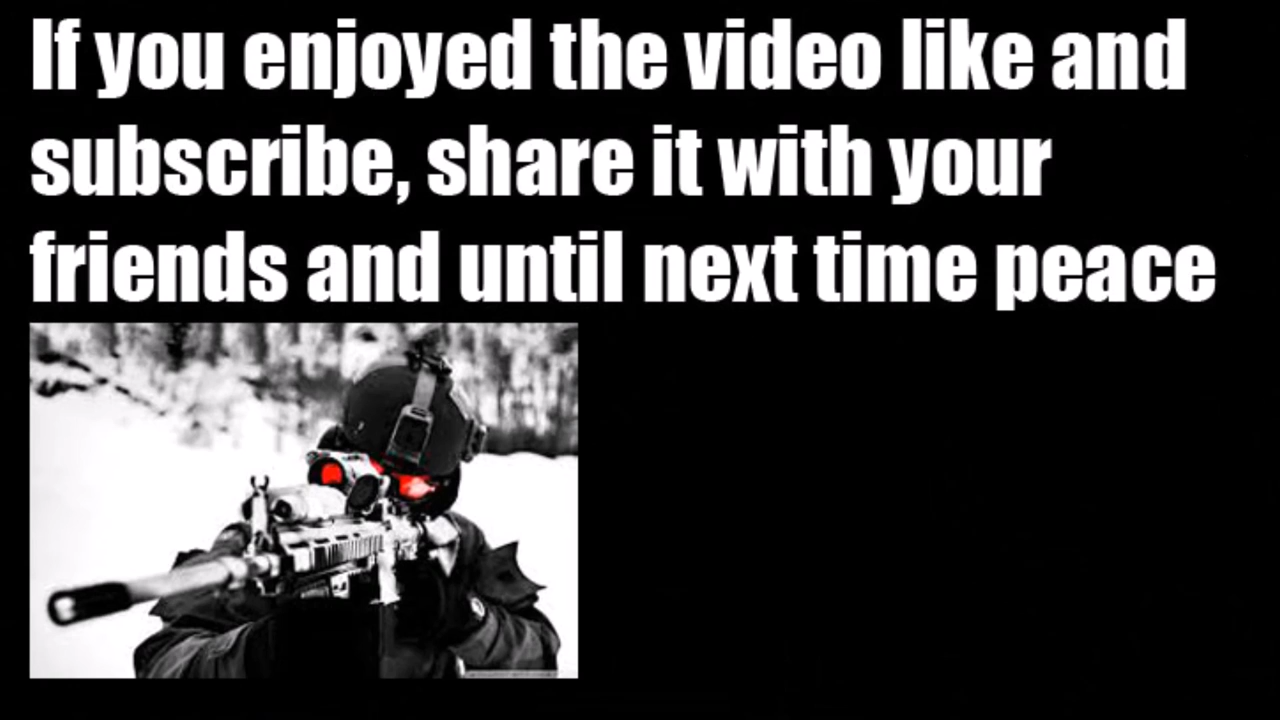 If you enjoyed the video like and
subscribe, share it with your
friends and until next time peace